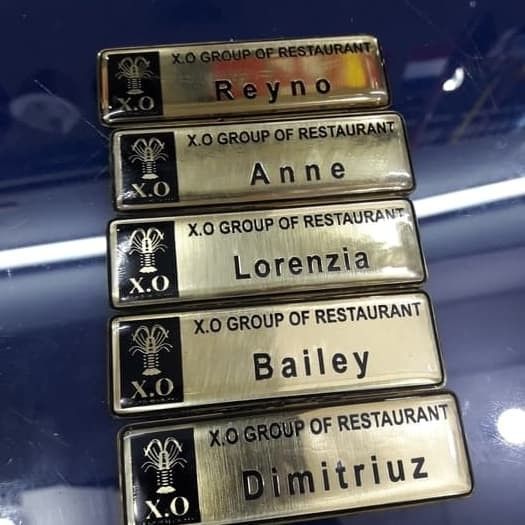 X.O GROUP OF RESTAURANT
Reyno
X.O
X.O GROUP OF RESTAURANT
Anne
X.O
X.O GROUP OF RESTAURANT
Lorenzia
X.O
X.O GROUP OF RESTAURANT
Bailey
X.O
X.O GROUP OF RESTAURANT
Dimitriuz
X.O